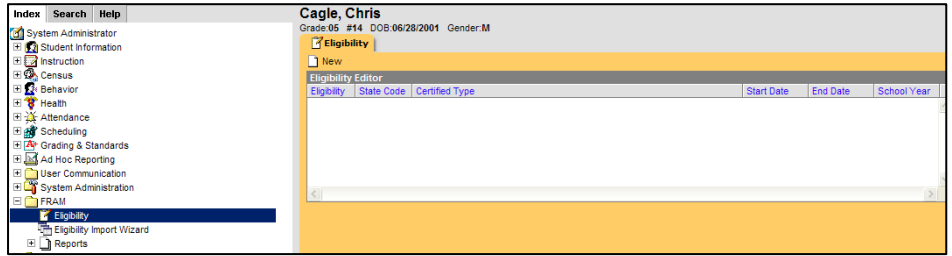 Index Search Help
System Administrator
Student Information
Instruction
Census
Behavior
Health
Attendance
Scheduling
Grading & Standards
Ad Hoc Reporting
User Communication
System Administration
FRAM
Eligibility
Eligibility Import Wizard
Reports
Cagle, Chris
Grade:05 #14 DOB:06/28/2001 Gender:M
Eligibility
New
Eligibility Editor
Eligibility State Code Certified Type Start Date End Date School Year